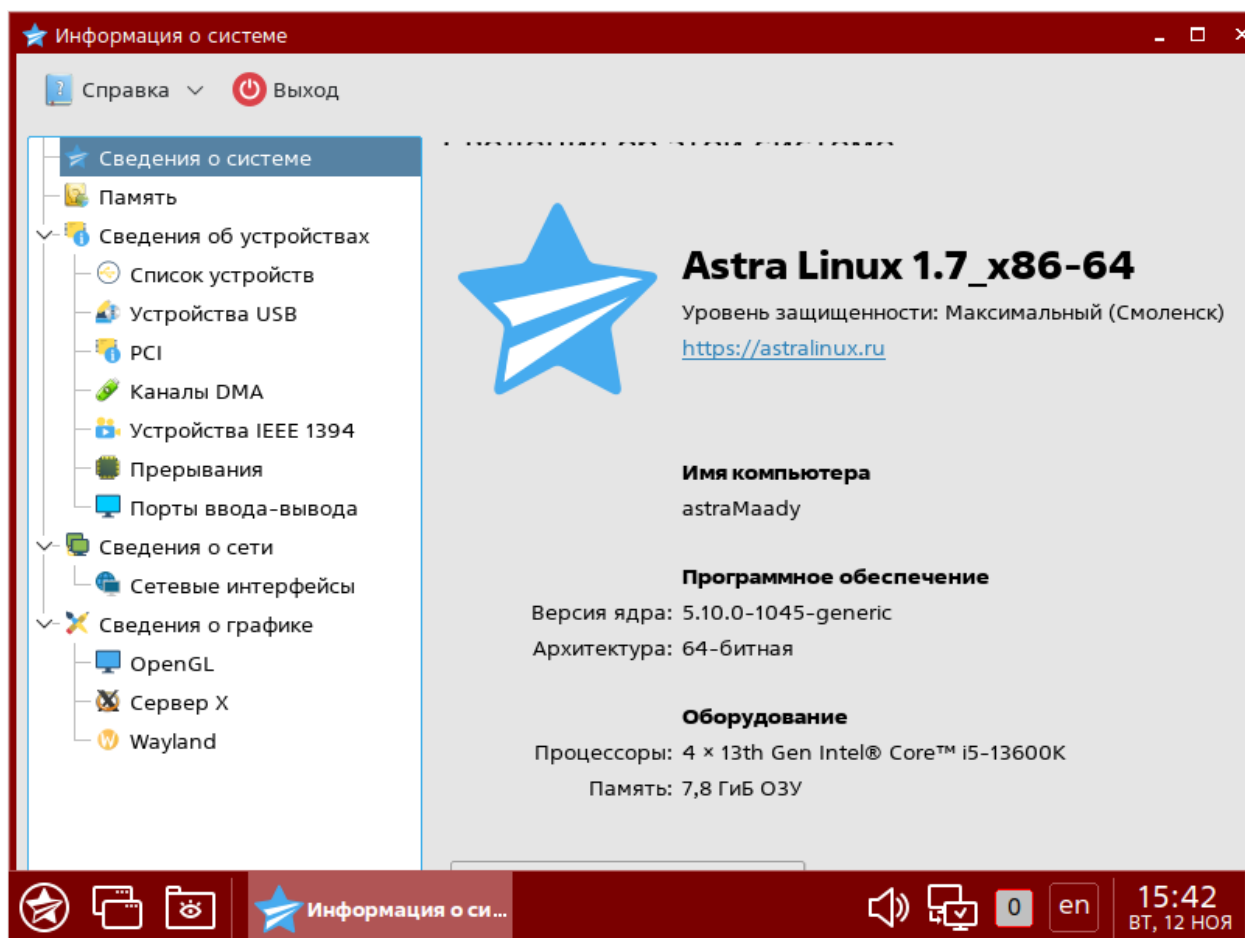 Информация о системе
Справка
Выход
Сведения о системе
Память
Сведения об устройствах
Список устройств
Устройства USB
PCI
Каналы DMA
Устройства IEEE 1394
Прерывания
Порты ввода-вывода
Сведения о сети
Сетевые интерфейсы
Сведения о графике
OpenGL
Сервер X
Wayland
Astra Linux 1.7_x86-64
Уровень защищенности: Максимальный (Смоленск)
https://astralinux.ru
Имя компьютера
astraMaady
Программное обеспечение
Версия ядра: 5.10.0-1045-generic
Архитектура: 64-битная
Оборудование
Процессоры: 4 × 13th Gen Intel® Core™ i5-13600K
Память: 7,8 ГиБ ОЗУ
Информация о си...
0
en
15:42
ВТ, 12 НОЯ